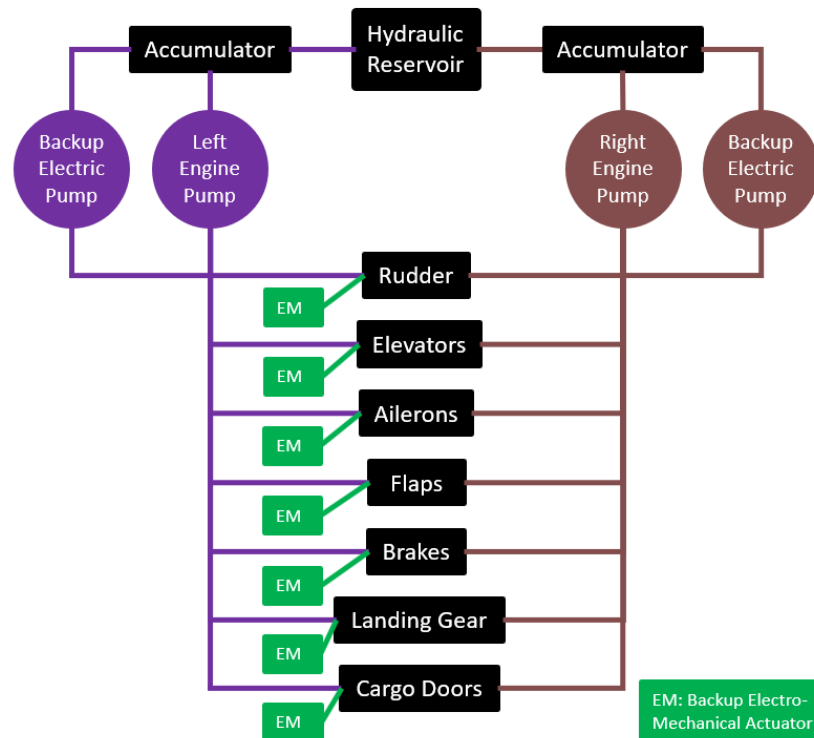 Accumulator
Hydraulic
Reservoir
Accumulator
Backup
Electric
Pump
Left
Engine
Pump
Right
Engine
Pump
Backup
Electric
Pump
Rudder
EM
Elevators
EM
Ailerons
EM
Flaps
EM
Brakes
EM
Landing Gear
EM
Cargo Doors
EM
EM: Backup Electro-
Mechanical Actuator